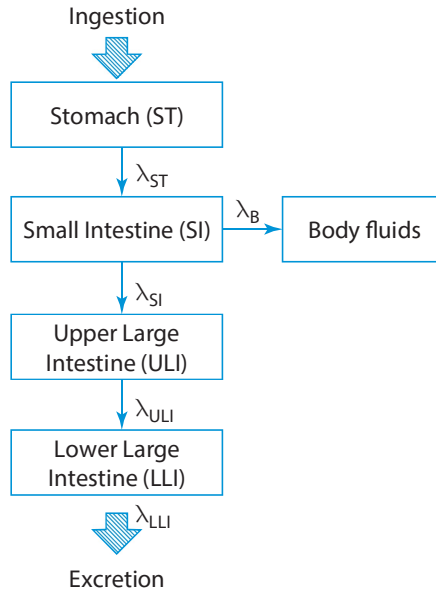 Ingestion
Stomach (ST)
λST
λB
Small Intestine (SI)
Body fluids
λSI
Upper Large
Intestine (ULI)
λULI
Lower Large
Intestine (LLI)
λLLI
Excretion